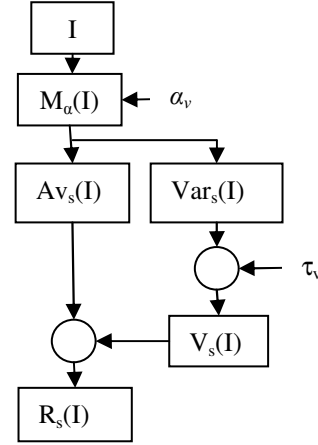 I
Mα(I)
αv
Avs(I)
Vars(I)
τv
Vs(I)
Rs(I)